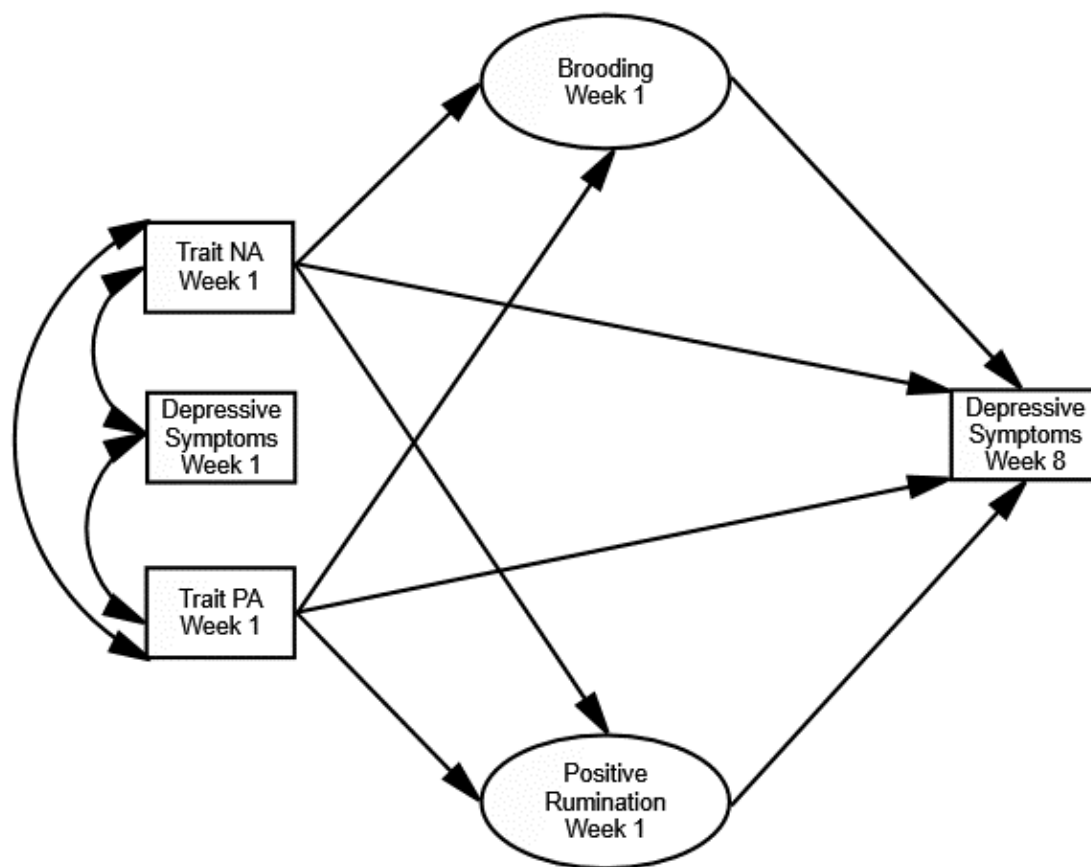 Brooding
Week 1
Trait NA
Week 1
Depressive
Symptoms
Week 1
Depressive
Symptoms
Week 8
Trait PA
Week 1
Positive
Rumination
Week 1